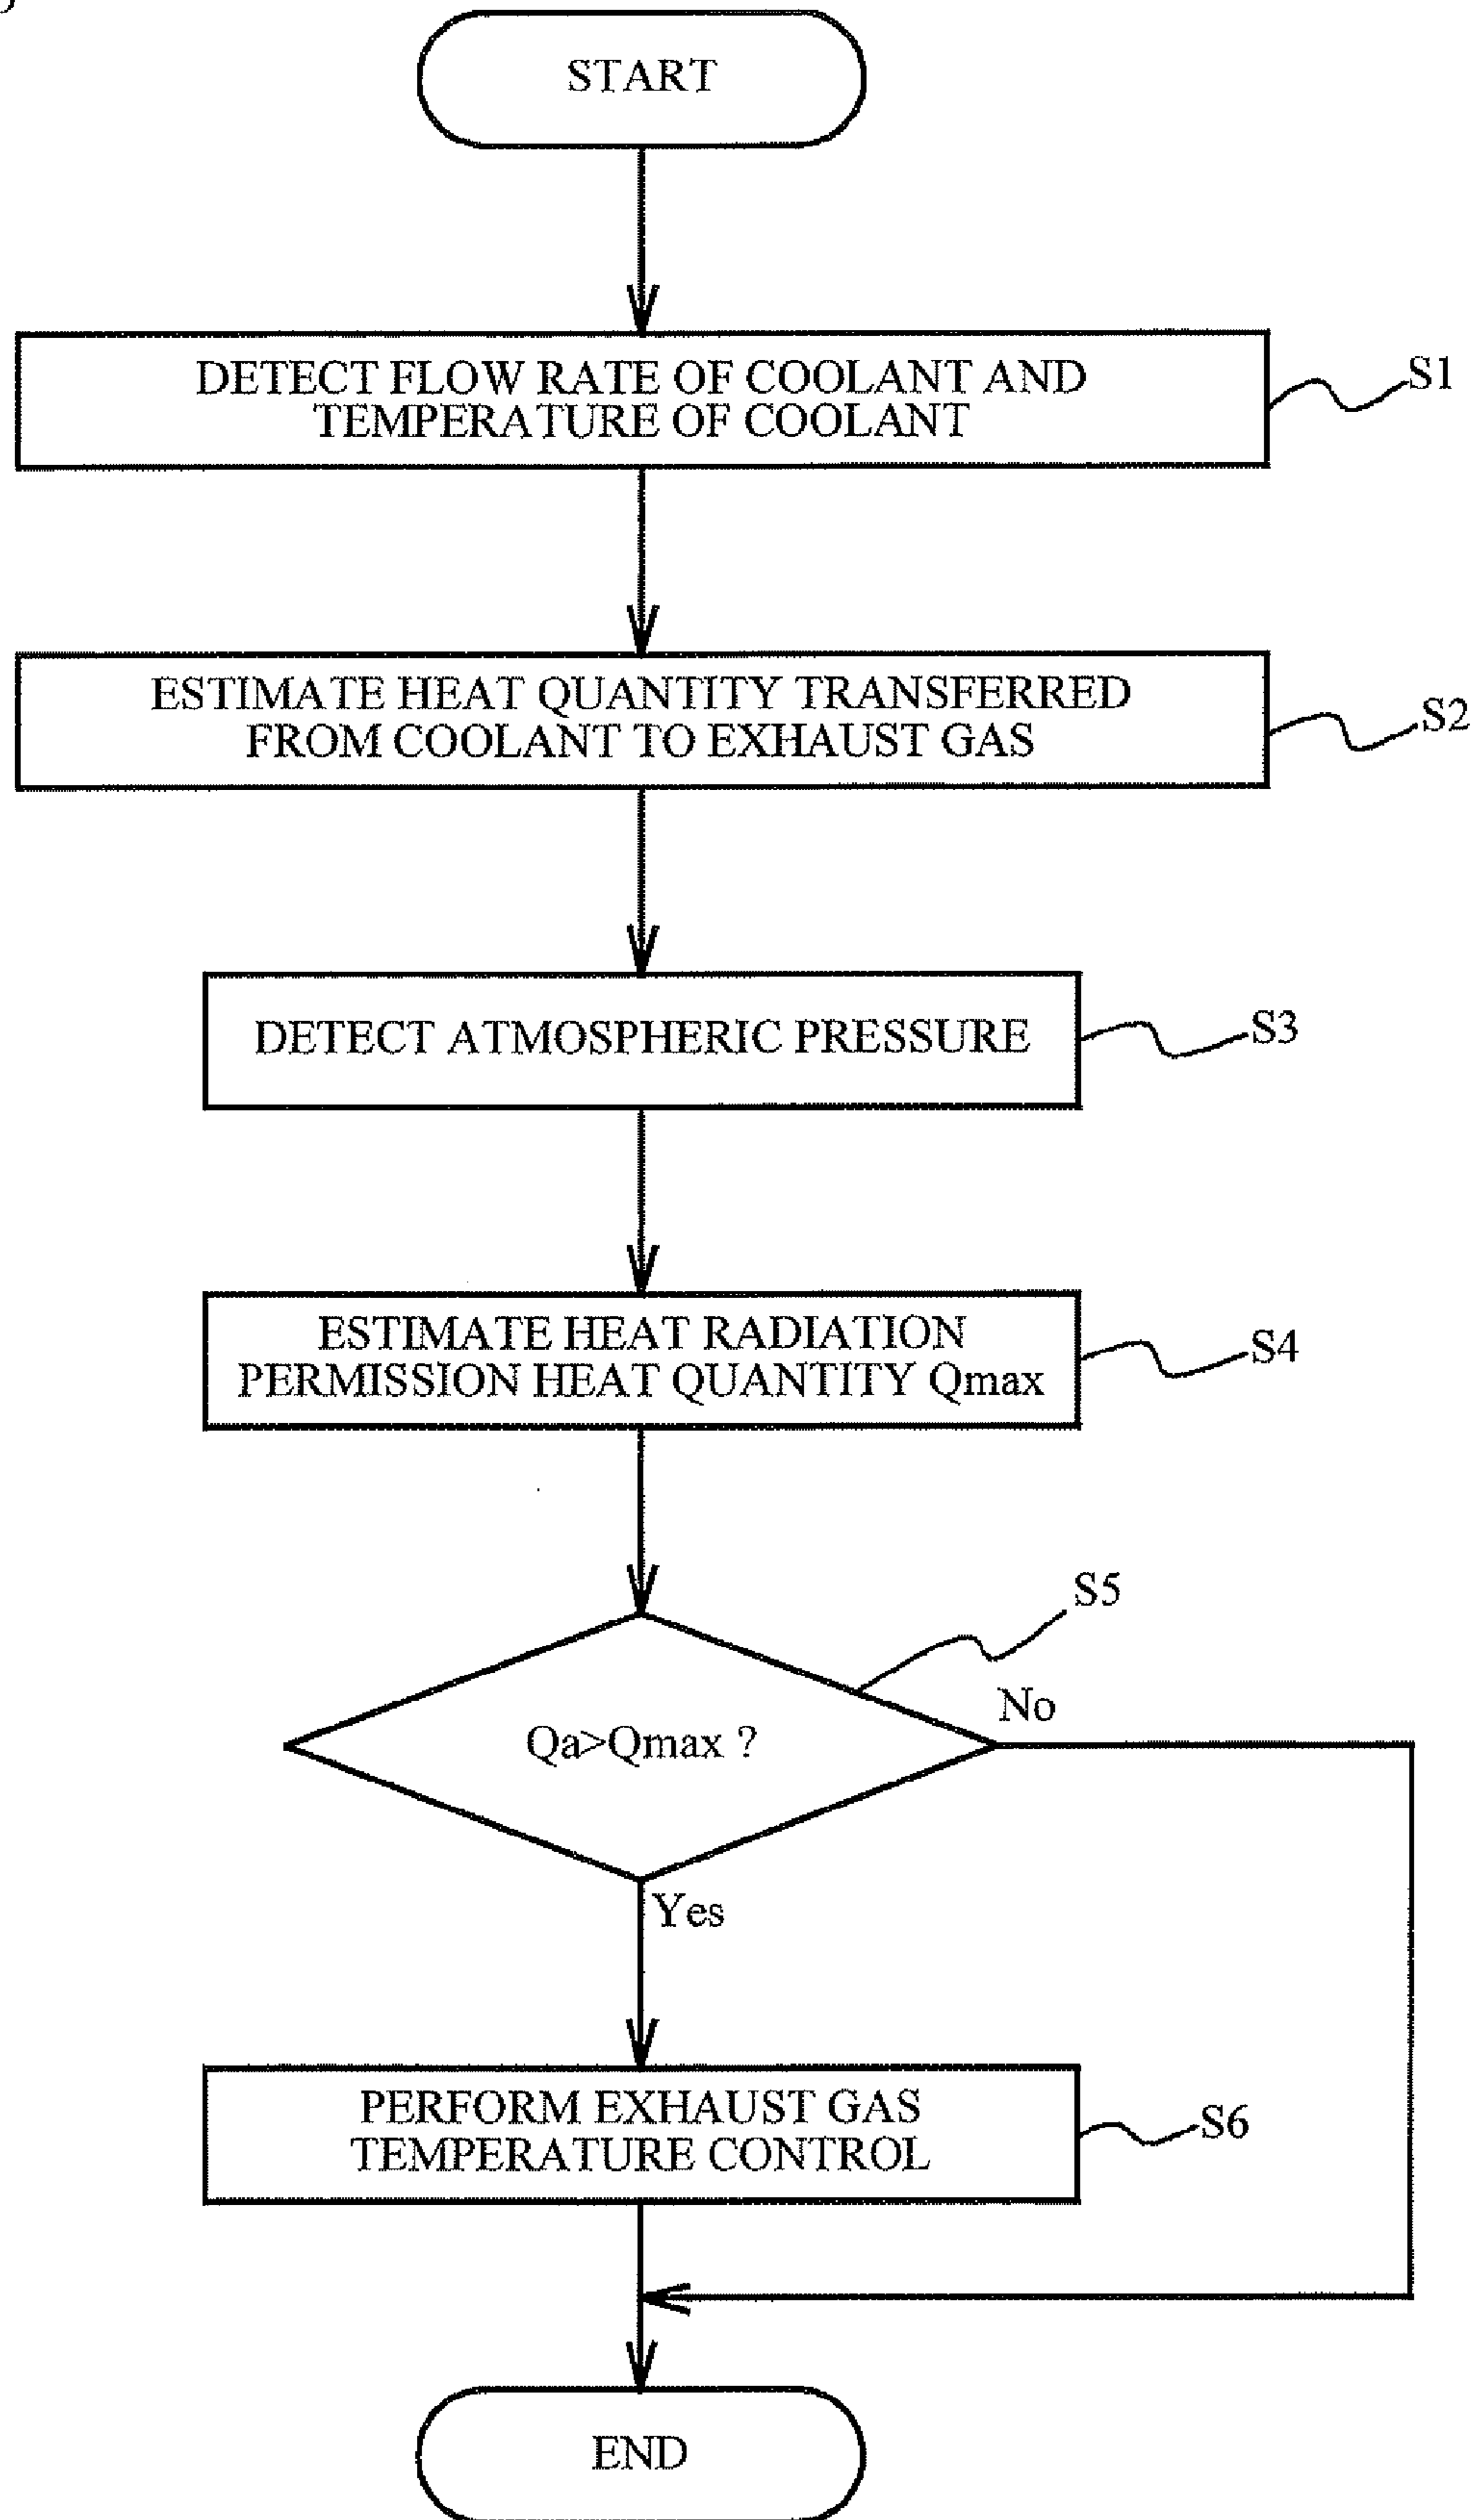 START
DETECT FLOW RATE OF COOLANT AND
TEMPERATURE OF COOLANT
S1
ESTIMATE HEAT QUANTITY TRANSFERRED
FROM COOLANT TO EXHAUST GAS
S2
DETECT ATMOSPHERIC PRESSURE
S3
ESTIMATE HEAT RADIATION
PERMISSION HEAT QUANTITY Qmax
S4
S5
No
Qa>Qmax ?
Yes
PERFORM EXHAUST GAS
TEMPERATURE CONTROL
S6
END